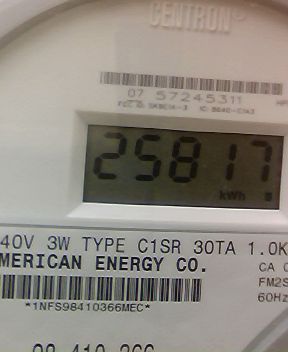 CENTRON
07 57245311
25817
kWh
40V 3W TYPE C1SR 30TA 1.0K
MERICAN ENERGY CO.
CA 0
FM2S
60Hz
*1NFS98410366MEC*